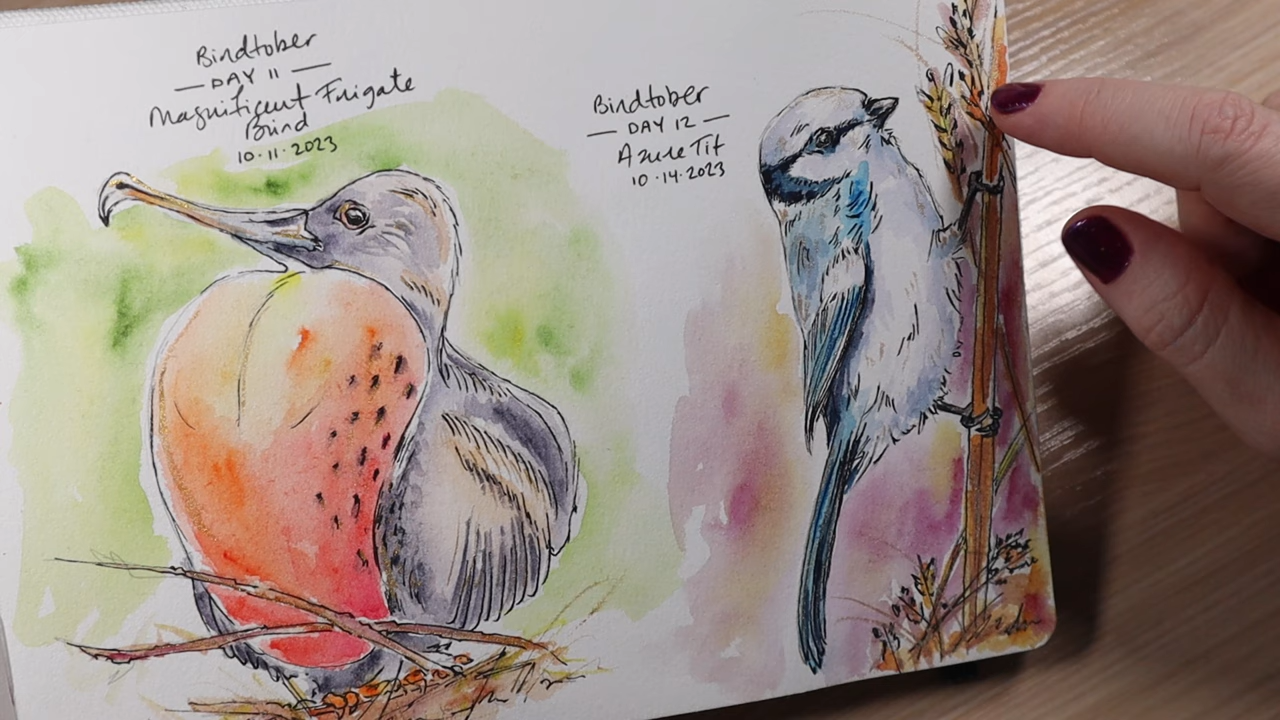 Birdtober
DAY 11
Magnificent Frigate
Bird
10.11.2023
Birdtober
DAY 12
Azure Tit
10.14.2023